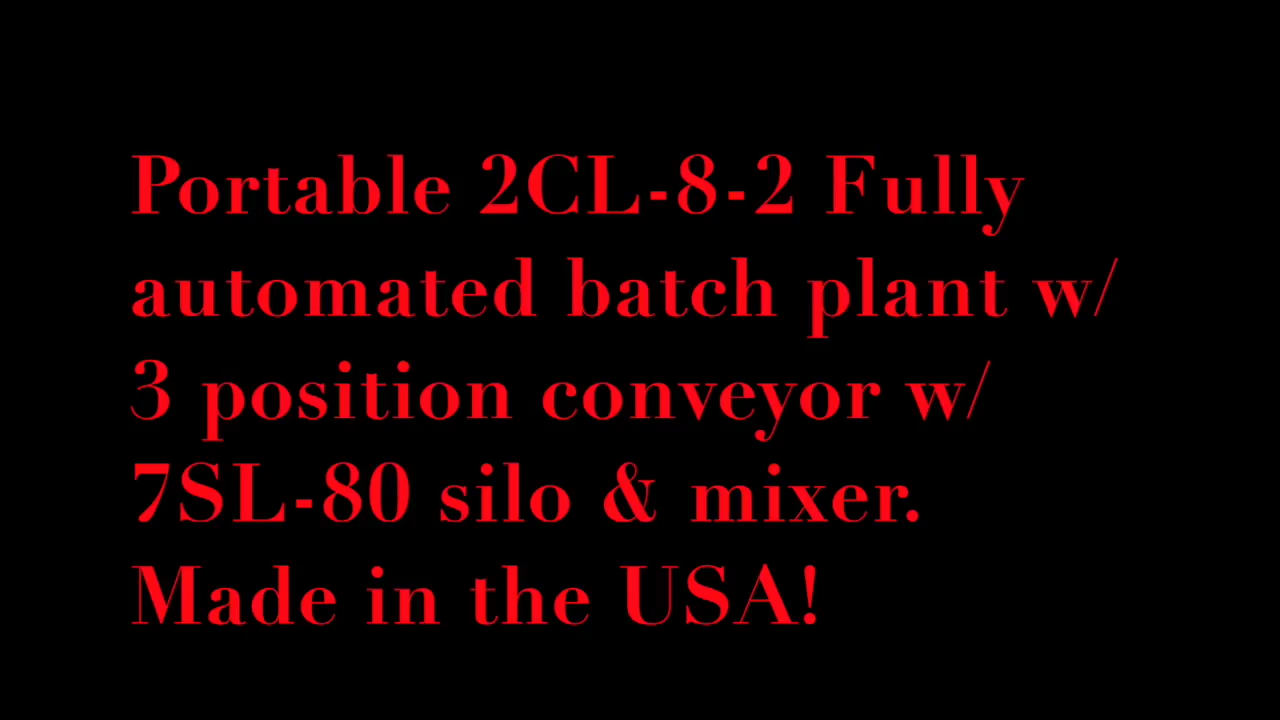 Portable 2CL-8-2 Fully
automated batch plant w/
3 position conveyor w/
7SL-80 silo & mixer.
Made in the USA!